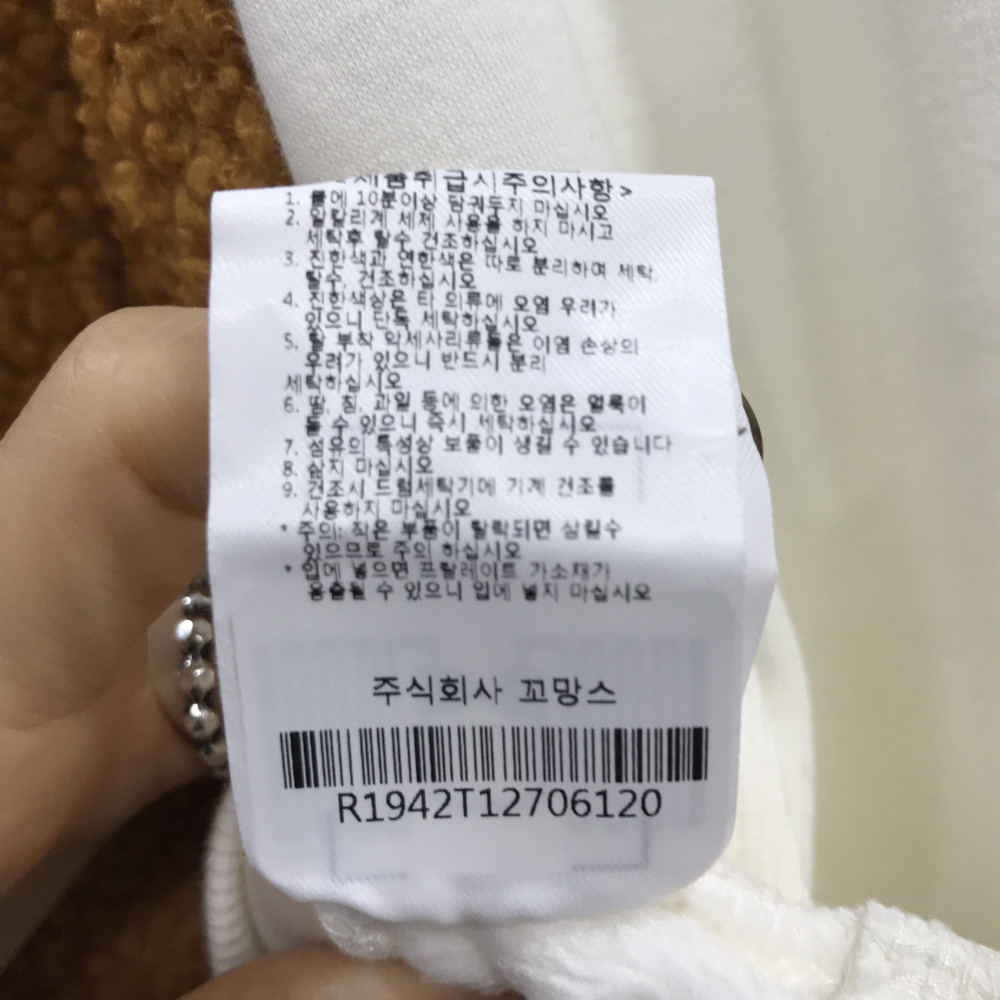 제품취급시주의사항>
1. 물에 10분이상 담궈두지 마십시오
2. 알칼리계 세제 사용을 하지 마시고
세탁후 탈수 건조하십시오
3. 진한색과 연한색은 따로 분리하여 세탁,
탈수, 건조하십시오
4. 진한색상은 타 의류에 오염 우려가
있으니 단독 세탁하십시오
5. 탈 부착 악세사리류들은 이염 손상의
우려가 있으니 반드시 분리
세탁하십시오
6. 땀, 침, 과일 등에 의한 오염은 얼룩이
될 수 있으니 즉시 세탁하십시오
7. 섬유의 특성상 보풀이 생길 수 있습니다
8. 삶지 마십시오
9. 건조시 드럼세탁기에 기계 건조를
사용하지 마십시오
* 주의: 작은 부품이 탈락되면 삼킬수
있으므로 주의 하십시오
* 입에 넣으면 프탈레이트 가소재가
용출될 수 있으니 입에 넣지 마십시오
주식회사 꼬망스
R1942T12706120